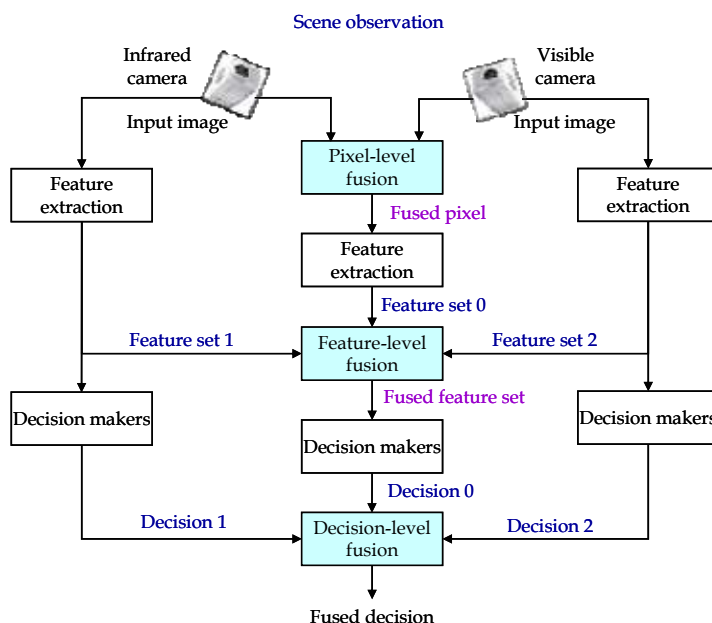 Scene observation
Infrared
camera
Visible
camera
Input image
Input image
Pixel-level
fusion
Feature
extraction
Feature
extraction
Fused pixel
Feature
extraction
Feature set 0
Feature set 1
Feature-level
fusion
Feature set 2
Fused feature set
Decision makers
Decision makers
Decision makers
Decision 0
Decision 1
Decision-level
fusion
Decision 2
Fused decision